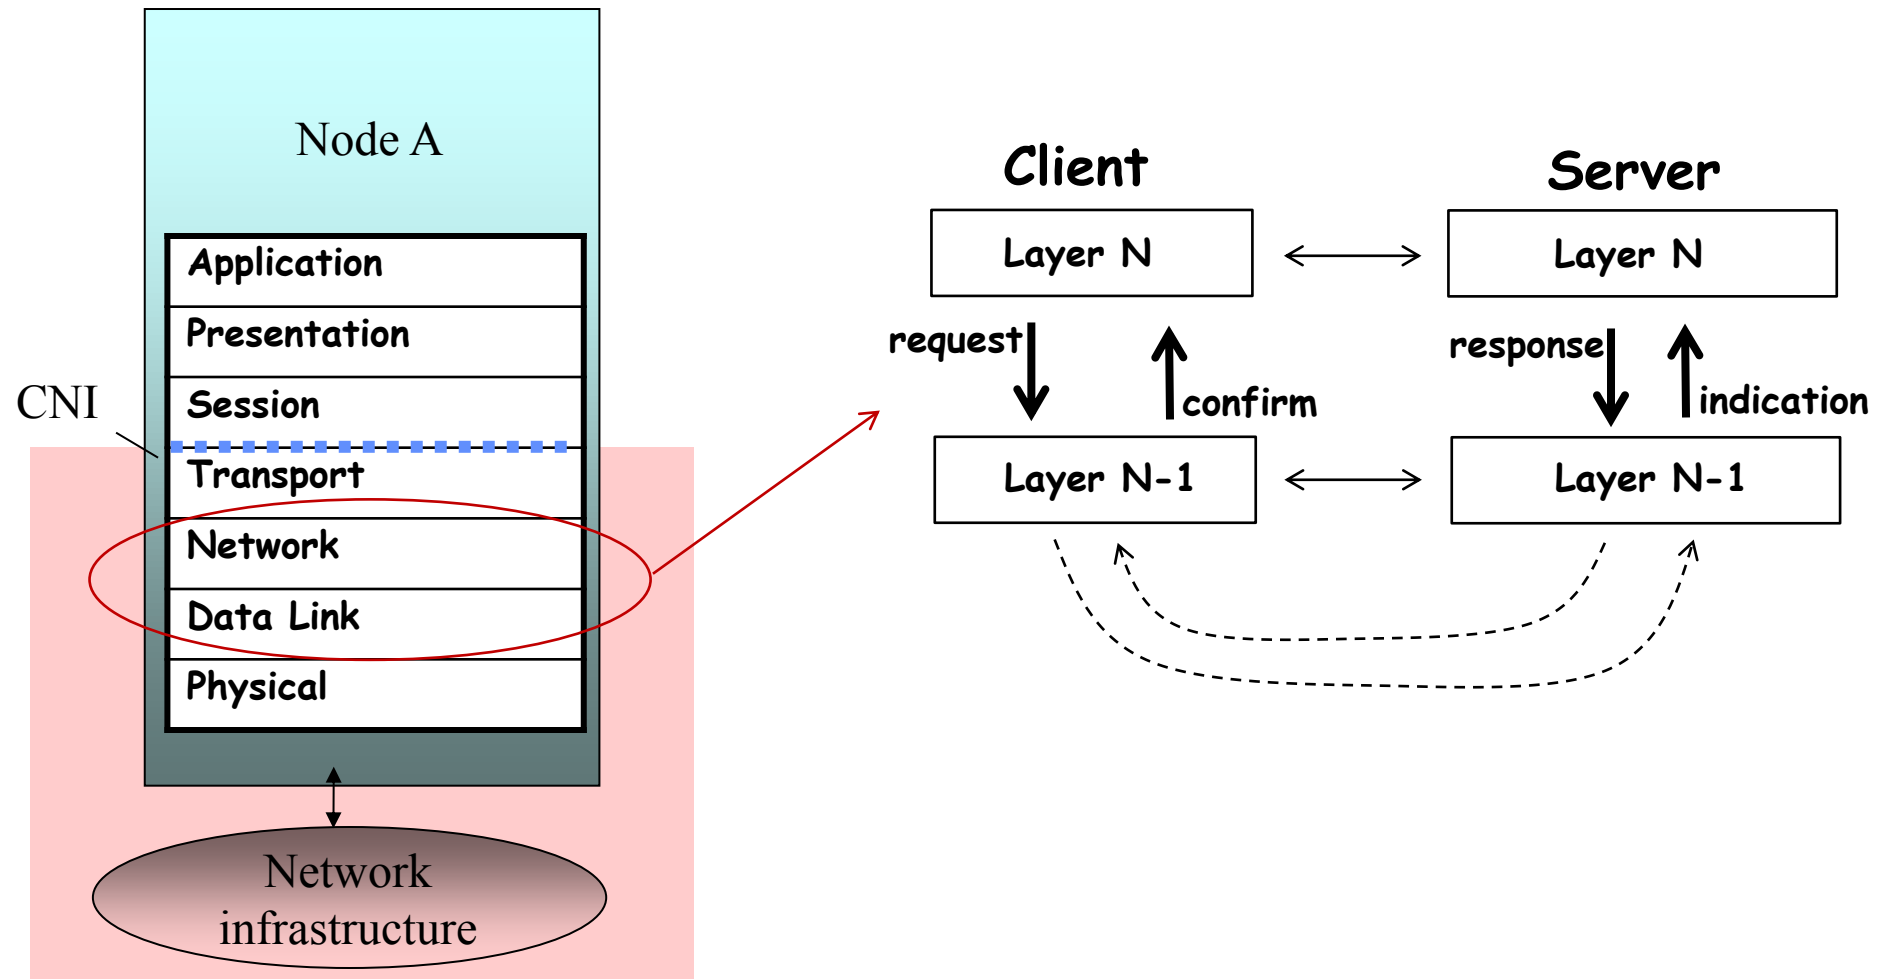 Node A
Application
Presentation
Session
CNI
Transport
Network
Data Link
Physical
Network
infrastructure
Client
Server
Layer N
Layer N
request
confirm
response
indication
Layer N-1
Layer N-1